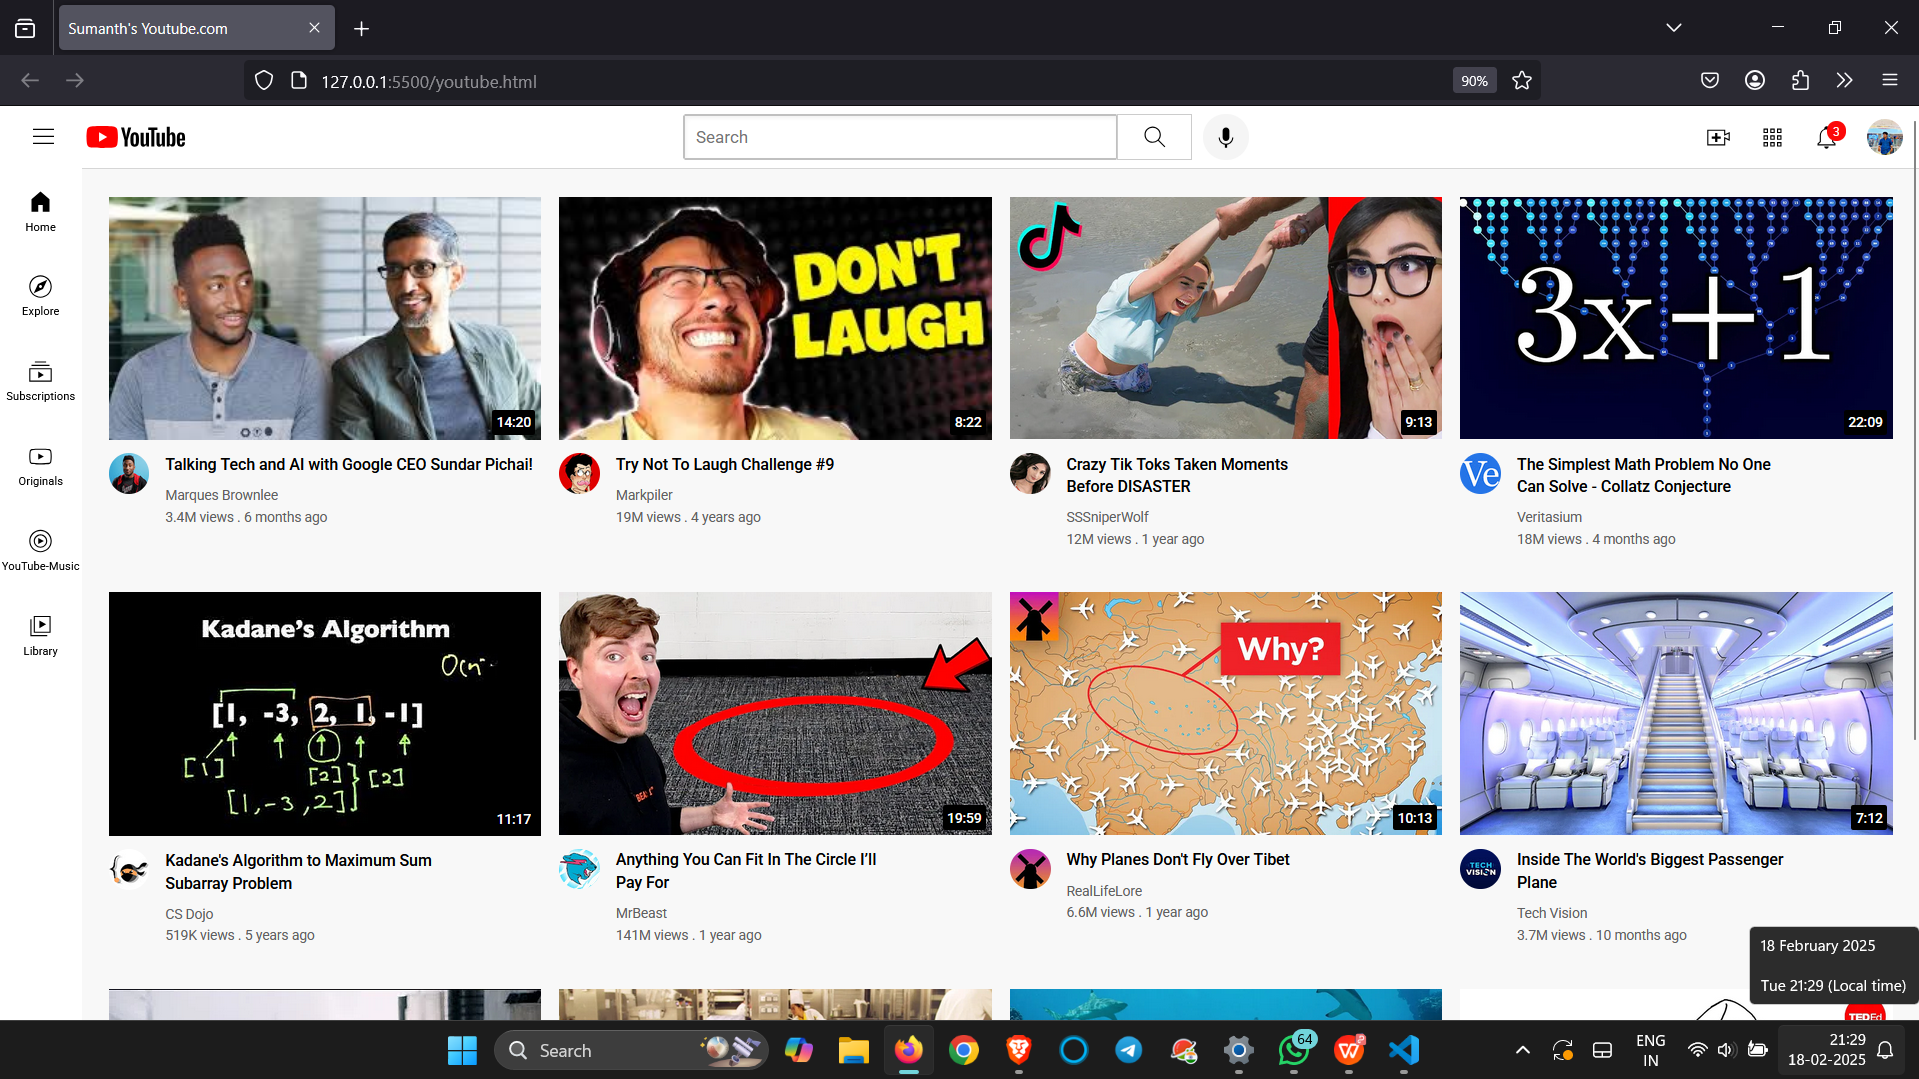 Sumanth's Youtube.com
127.0.0.1:5500/youtube.html
90%
YouTube
Search
3
Home
Explore
Subscriptions
Originals
YouTube-Music
Library
14:20
Talking Tech and AI with Google CEO Sundar Pichai!
Marques Brownlee
3.4M views . 6 months ago
DON'T
LAUGH
8:22
Try Not To Laugh Challenge #9
Markpiler
19M views . 4 years ago
9:13
Crazy Tik Toks Taken Moments
Before DISASTER
SSSniperWolf
12M views . 1 year ago
3x+1
22:09
Ve
The Simplest Math Problem No One
Can Solve - Collatz Conjecture
Veritasium
18M views . 4 months ago
Kadane's Algorithm
[1, -3, 2, 1, -1]
[1]
[2]
[2]
[1,-3,2]
11:17
Kadane's Algorithm to Maximum Sum
Subarray Problem
CS Dojo
519K views . 5 years ago
19:59
Anything You Can Fit In The Circle I’ll
Pay For
MrBeast
141M views . 1 year ago
Why?
10:13
Why Planes Don't Fly Over Tibet
RealLifeLore
6.6M views . 1 year ago
7:12
TECH
VISION
Inside The World's Biggest Passenger
Plane
Tech Vision
3.7M views . 10 months ago
18 February 2025
Tue 21:29 (Local time)
TEDEd
Search
64
ENG
IN
21:29
18-02-2025